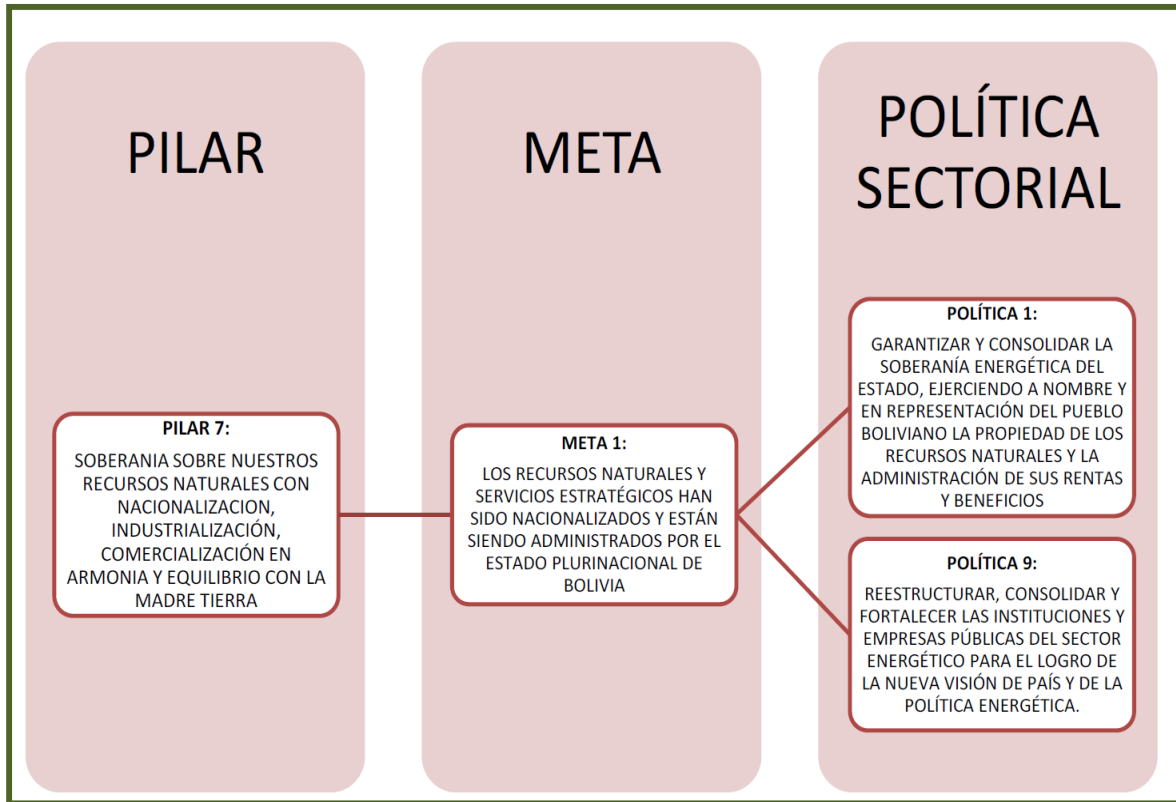 PILAR
META
POLÍTICA
SECTORIAL
PILAR 7:
SOBERANIA SOBRE NUESTROS
RECURSOS NATURALES CON
NACIONALIZACION,
INDUSTRIALIZACIÓN,
COMERCIALIZACIÓN EN
ARMONIA Y EQUILIBRIO CON LA
MADRE TIERRA
META 1:
LOS RECURSOS NATURALES Y
SERVICIOS ESTRATÉGICOS HAN
SIDO NACIONALIZADOS Y ESTÁN
SIENDO ADMINISTRADOS POR EL
ESTADO PLURINACIONAL DE
BOLIVIA
POLÍTICA 1:
GARANTIZAR Y CONSOLIDAR LA
SOBERANÍA ENERGÉTICA DEL
ESTADO, EJERCIENDO A NOMBRE Y
EN REPRESENTACIÓN DEL PUEBLO
BOLIVIANO LA PROPIEDAD DE LOS
RECURSOS NATURALES Y LA
ADMINISTRACIÓN DE SUS RENTAS
Y BENEFICIOS
POLÍTICA 9:
REESTRUCTURAR, CONSOLIDAR Y
FORTALECER LAS INSTITUCIONES Y
EMPRESAS PÚBLICAS DEL SECTOR
ENERGÉTICO PARA EL LOGRO DE
LA NUEVA VISIÓN DE PAÍS Y DE LA
POLÍTICA ENERGÉTICA.